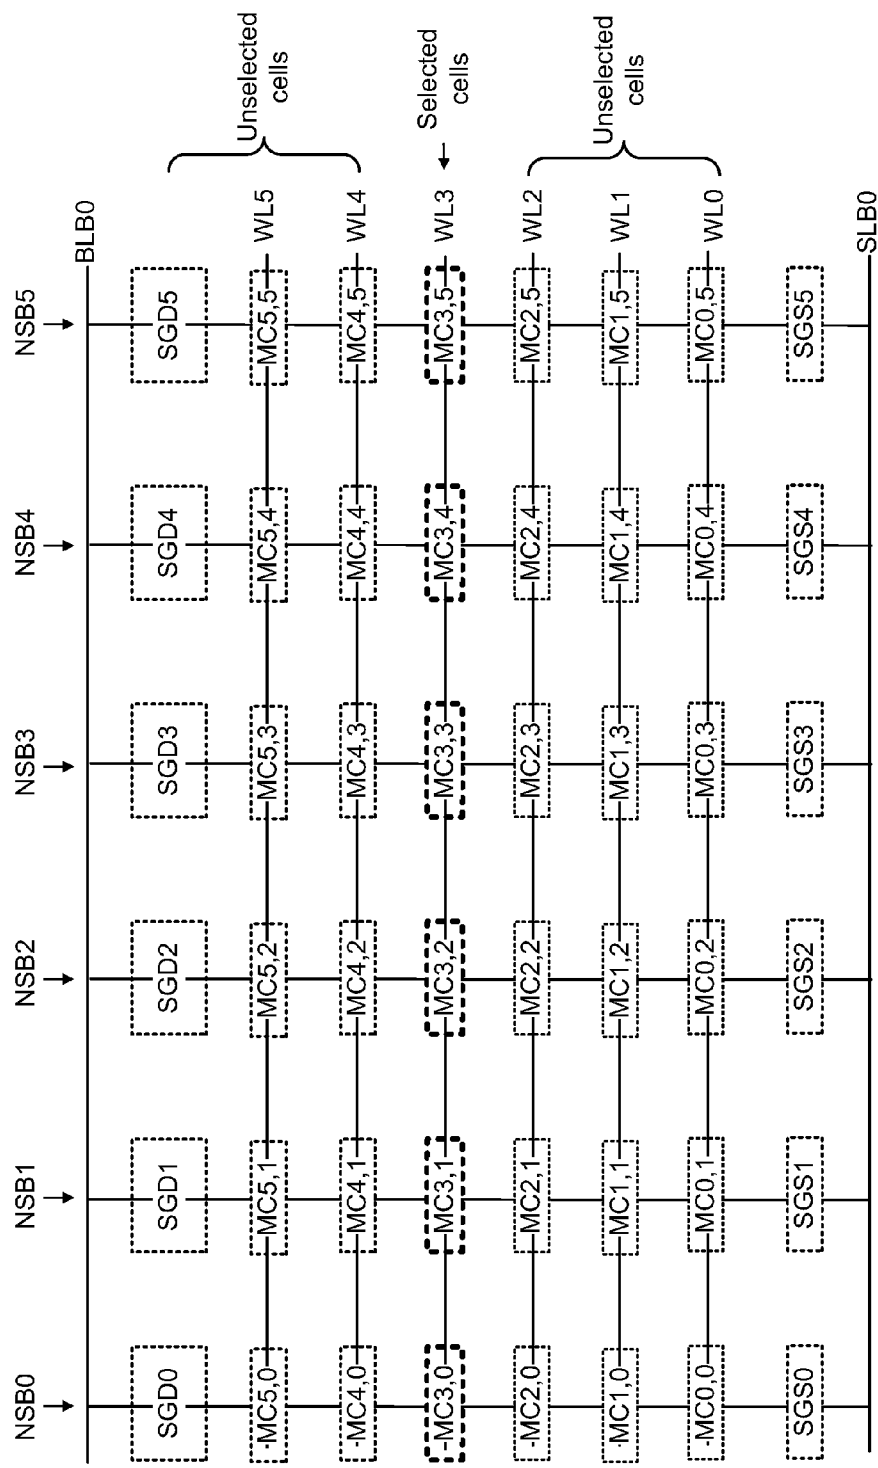 NSB0 NSB1 NSB2 NSB3 NSB4 NSB5
BLB0
SGD0 SGD1 SGD2 SGD3 SGD4 SGD5
Unselected
cells
MC5,0 MC5,1 MC5,2 MC5,3 MC5,4 MC5,5 WL5
MC4,0 MC4,1 MC4,2 MC4,3 MC4,4 MC4,5 WL4
MC3,0 MC3,1 MC3,2 MC3,3 MC3,4 MC3,5 WL3
Selected
cells
MC2,0 MC2,1 MC2,2 MC2,3 MC2,4 MC2,5 WL2
MC1,0 MC1,1 MC1,2 MC1,3 MC1,4 MC1,5 WL1
Unselected
cells
MC0,0 MC0,1 MC0,2 MC0,3 MC0,4 MC0,5 WL0
SGS0 SGS1 SGS2 SGS3 SGS4 SGS5
SLB0